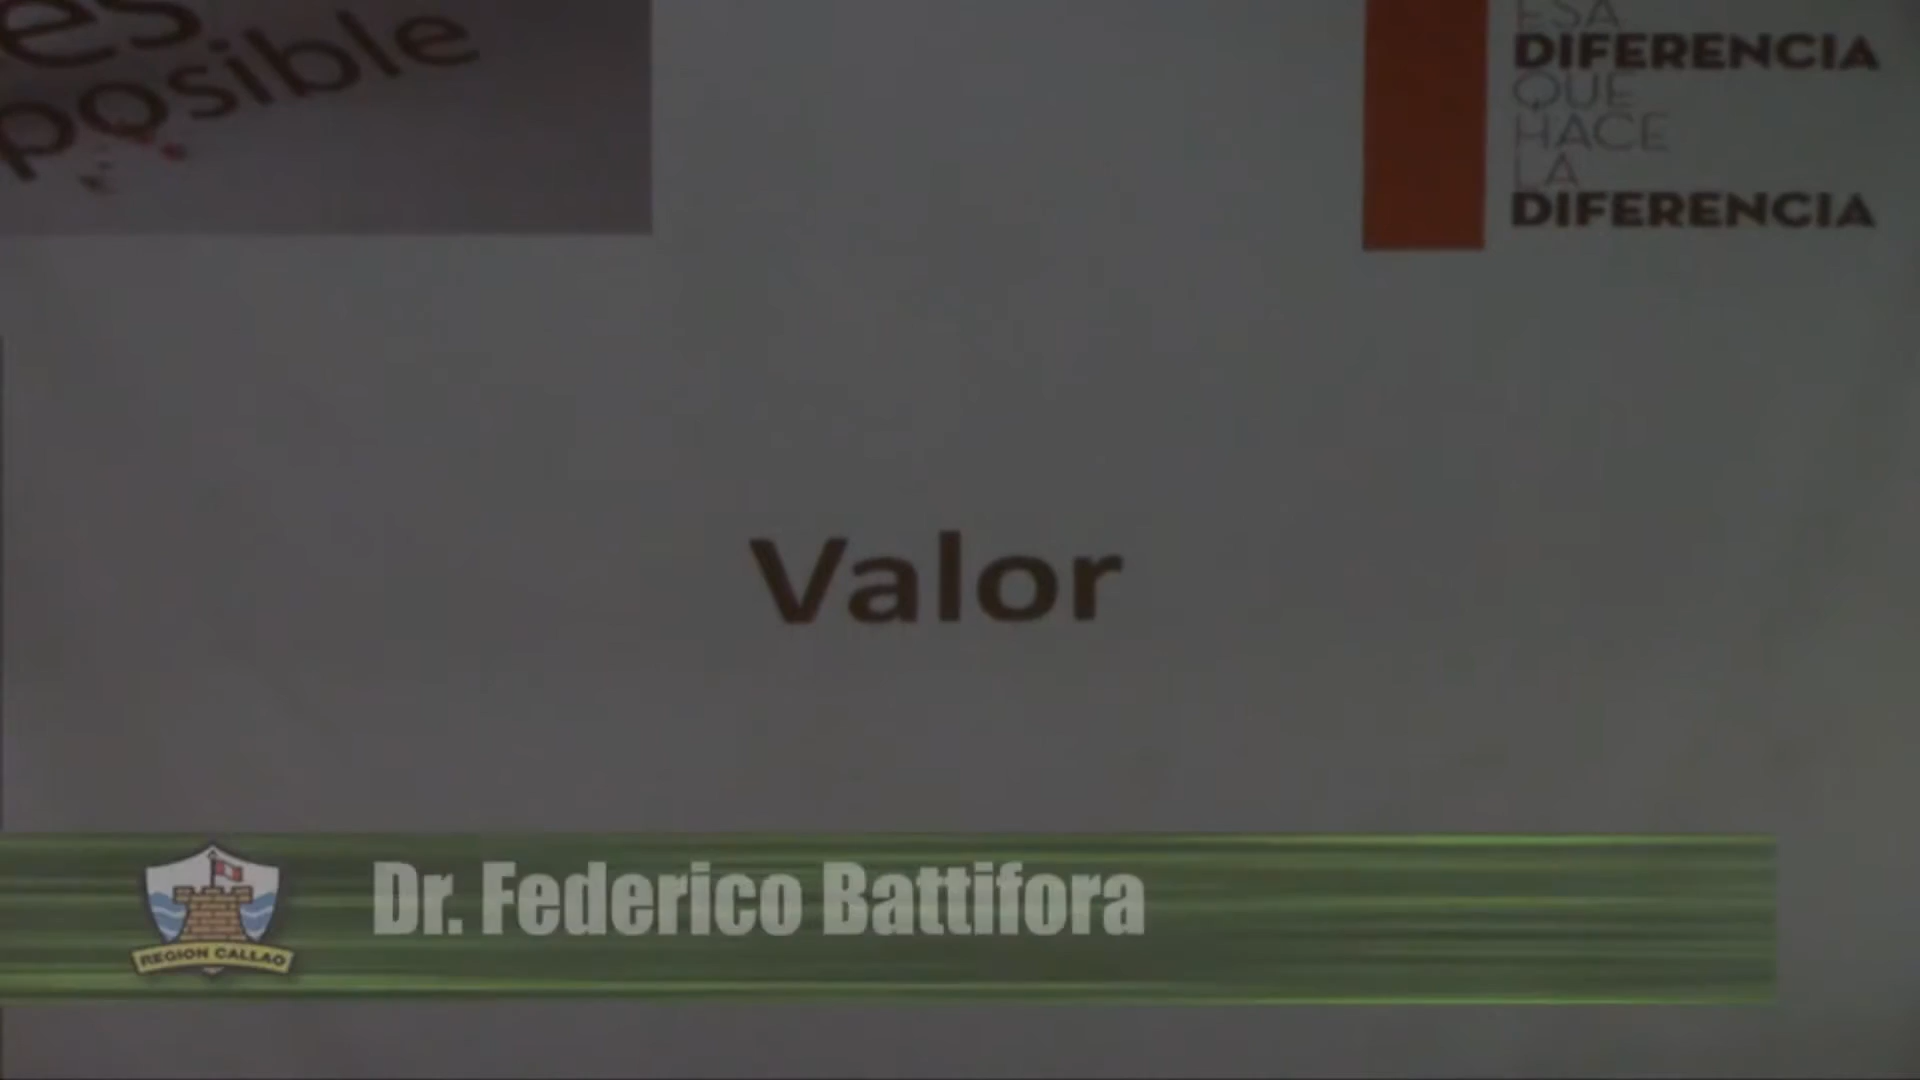 es
posible
ESA
DIFERENCIA
QUE
HACE
LA
DIFERENCIA
Valor
Dr. Federico Battifora
REGION CALLAO